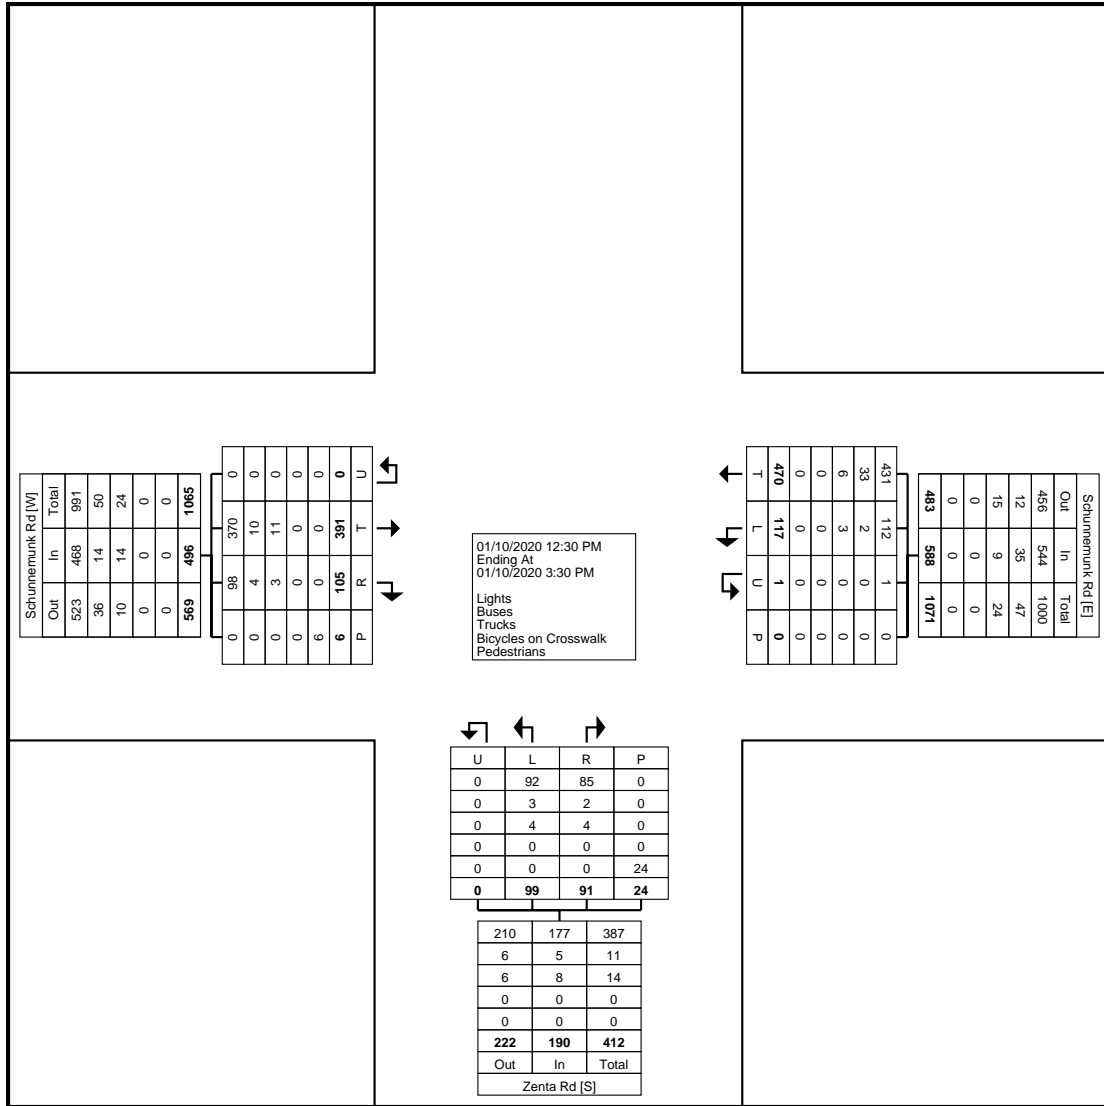 Schunnemunk Rd [W]
Total 991 50 24 0 0 1065
In 468 14 14 0 0 496
Out 523 36 10 0 0 569
0 0 0 0 0 0 U
370 10 11 0 0 391 T
98 4 3 0 0 105 R
0 0 0 0 6 6 P
01/10/2020 12:30 PM
Ending At
01/10/2020 3:30 PM
Lights
Buses
Trucks
Bicycles on Crosswalk
Pedestrians
Schunnemunk Rd [E]
Out In Total
456 544 1000
12 35 47
15 9 24
0 0 0
0 0 0
483 588 1071
431 112 1 0
33 2 0 0
6 3 0 0
0 0 0 0
0 0 0 0
470 117 1 0
T L U P
U L R P
0 92 85 0
0 3 2 0
0 4 4 0
0 0 0 0
0 0 0 24
0 99 91 24
210 177 387
6 5 11
6 8 14
0 0 0
0 0 0
222 190 412
Out In Total
Zenta Rd [S]